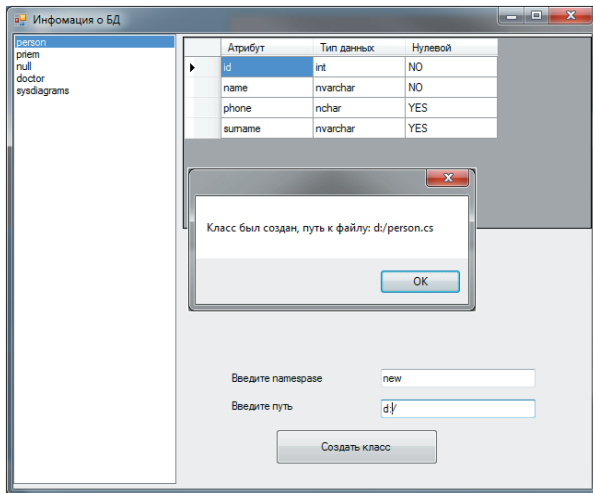 Инфомация о БД
person
priem
null
doctor
sysdiagrams
Атрибут Тип данных Нулевой
id int NO
name nvarchar NO
phone nchar YES
surname nvarchar YES
Класс был создан, путь к файлу: d:/person.cs
OK
Введите namespase new
Введите путь d:/
Создать класс